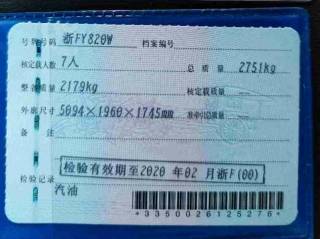 号牌号码 浙FY820W 档案编号
核定载人数 7人 总质量 2751kg
整备质量 2179kg 核定载质量 --
外廓尺寸 5094×1960×1745mm 准牵引总质量 --
备注
检验有效期至2020年02月浙F(00)
检验记录
汽油
*3350026125276*